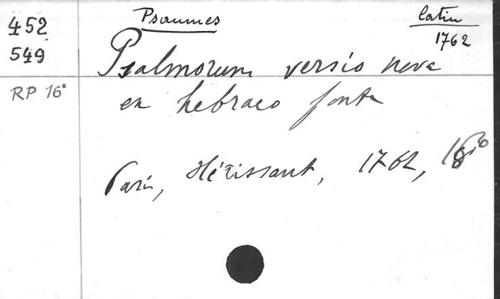 452
549
RP 16°
Psaumes
latin
1762
Psalmorum versio nova
ex hebraeo fonte
Paris, Hérissant, 1762, 16°